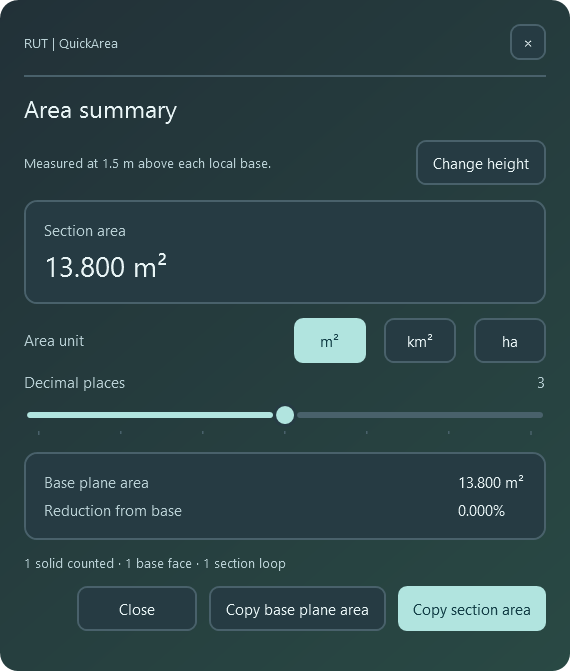 RUT | QuickArea
×
Area summary
Measured at 1.5 m above each local base.
Change height
Section area
13.800 m²
Area unit
m²
km²
ha
Decimal places
3
Base plane area
13.800 m²
Reduction from base
0.000%
1 solid counted · 1 base face · 1 section loop
Close
Copy base plane area
Copy section area